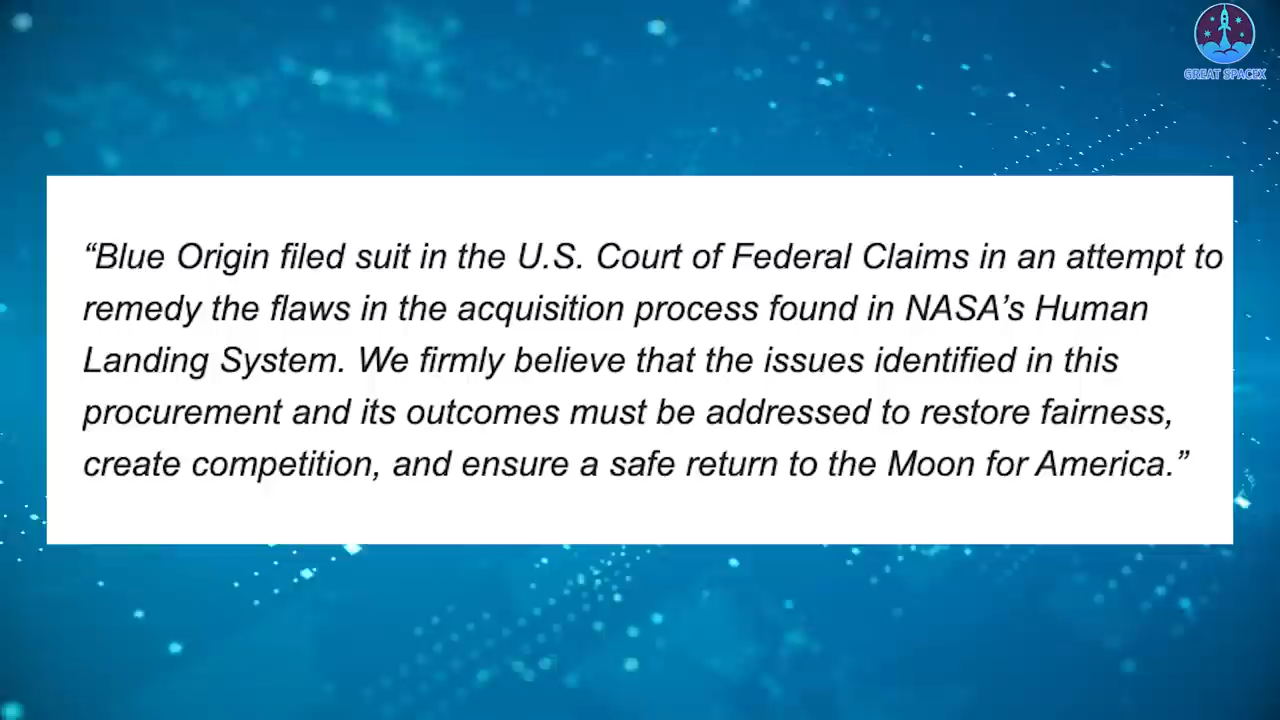 GREAT SPACEX
“Blue Origin filed suit in the U.S. Court of Federal Claims in an attempt to
remedy the flaws in the acquisition process found in NASA’s Human
Landing System. We firmly believe that the issues identified in this
procurement and its outcomes must be addressed to restore fairness,
create competition, and ensure a safe return to the Moon for America.”